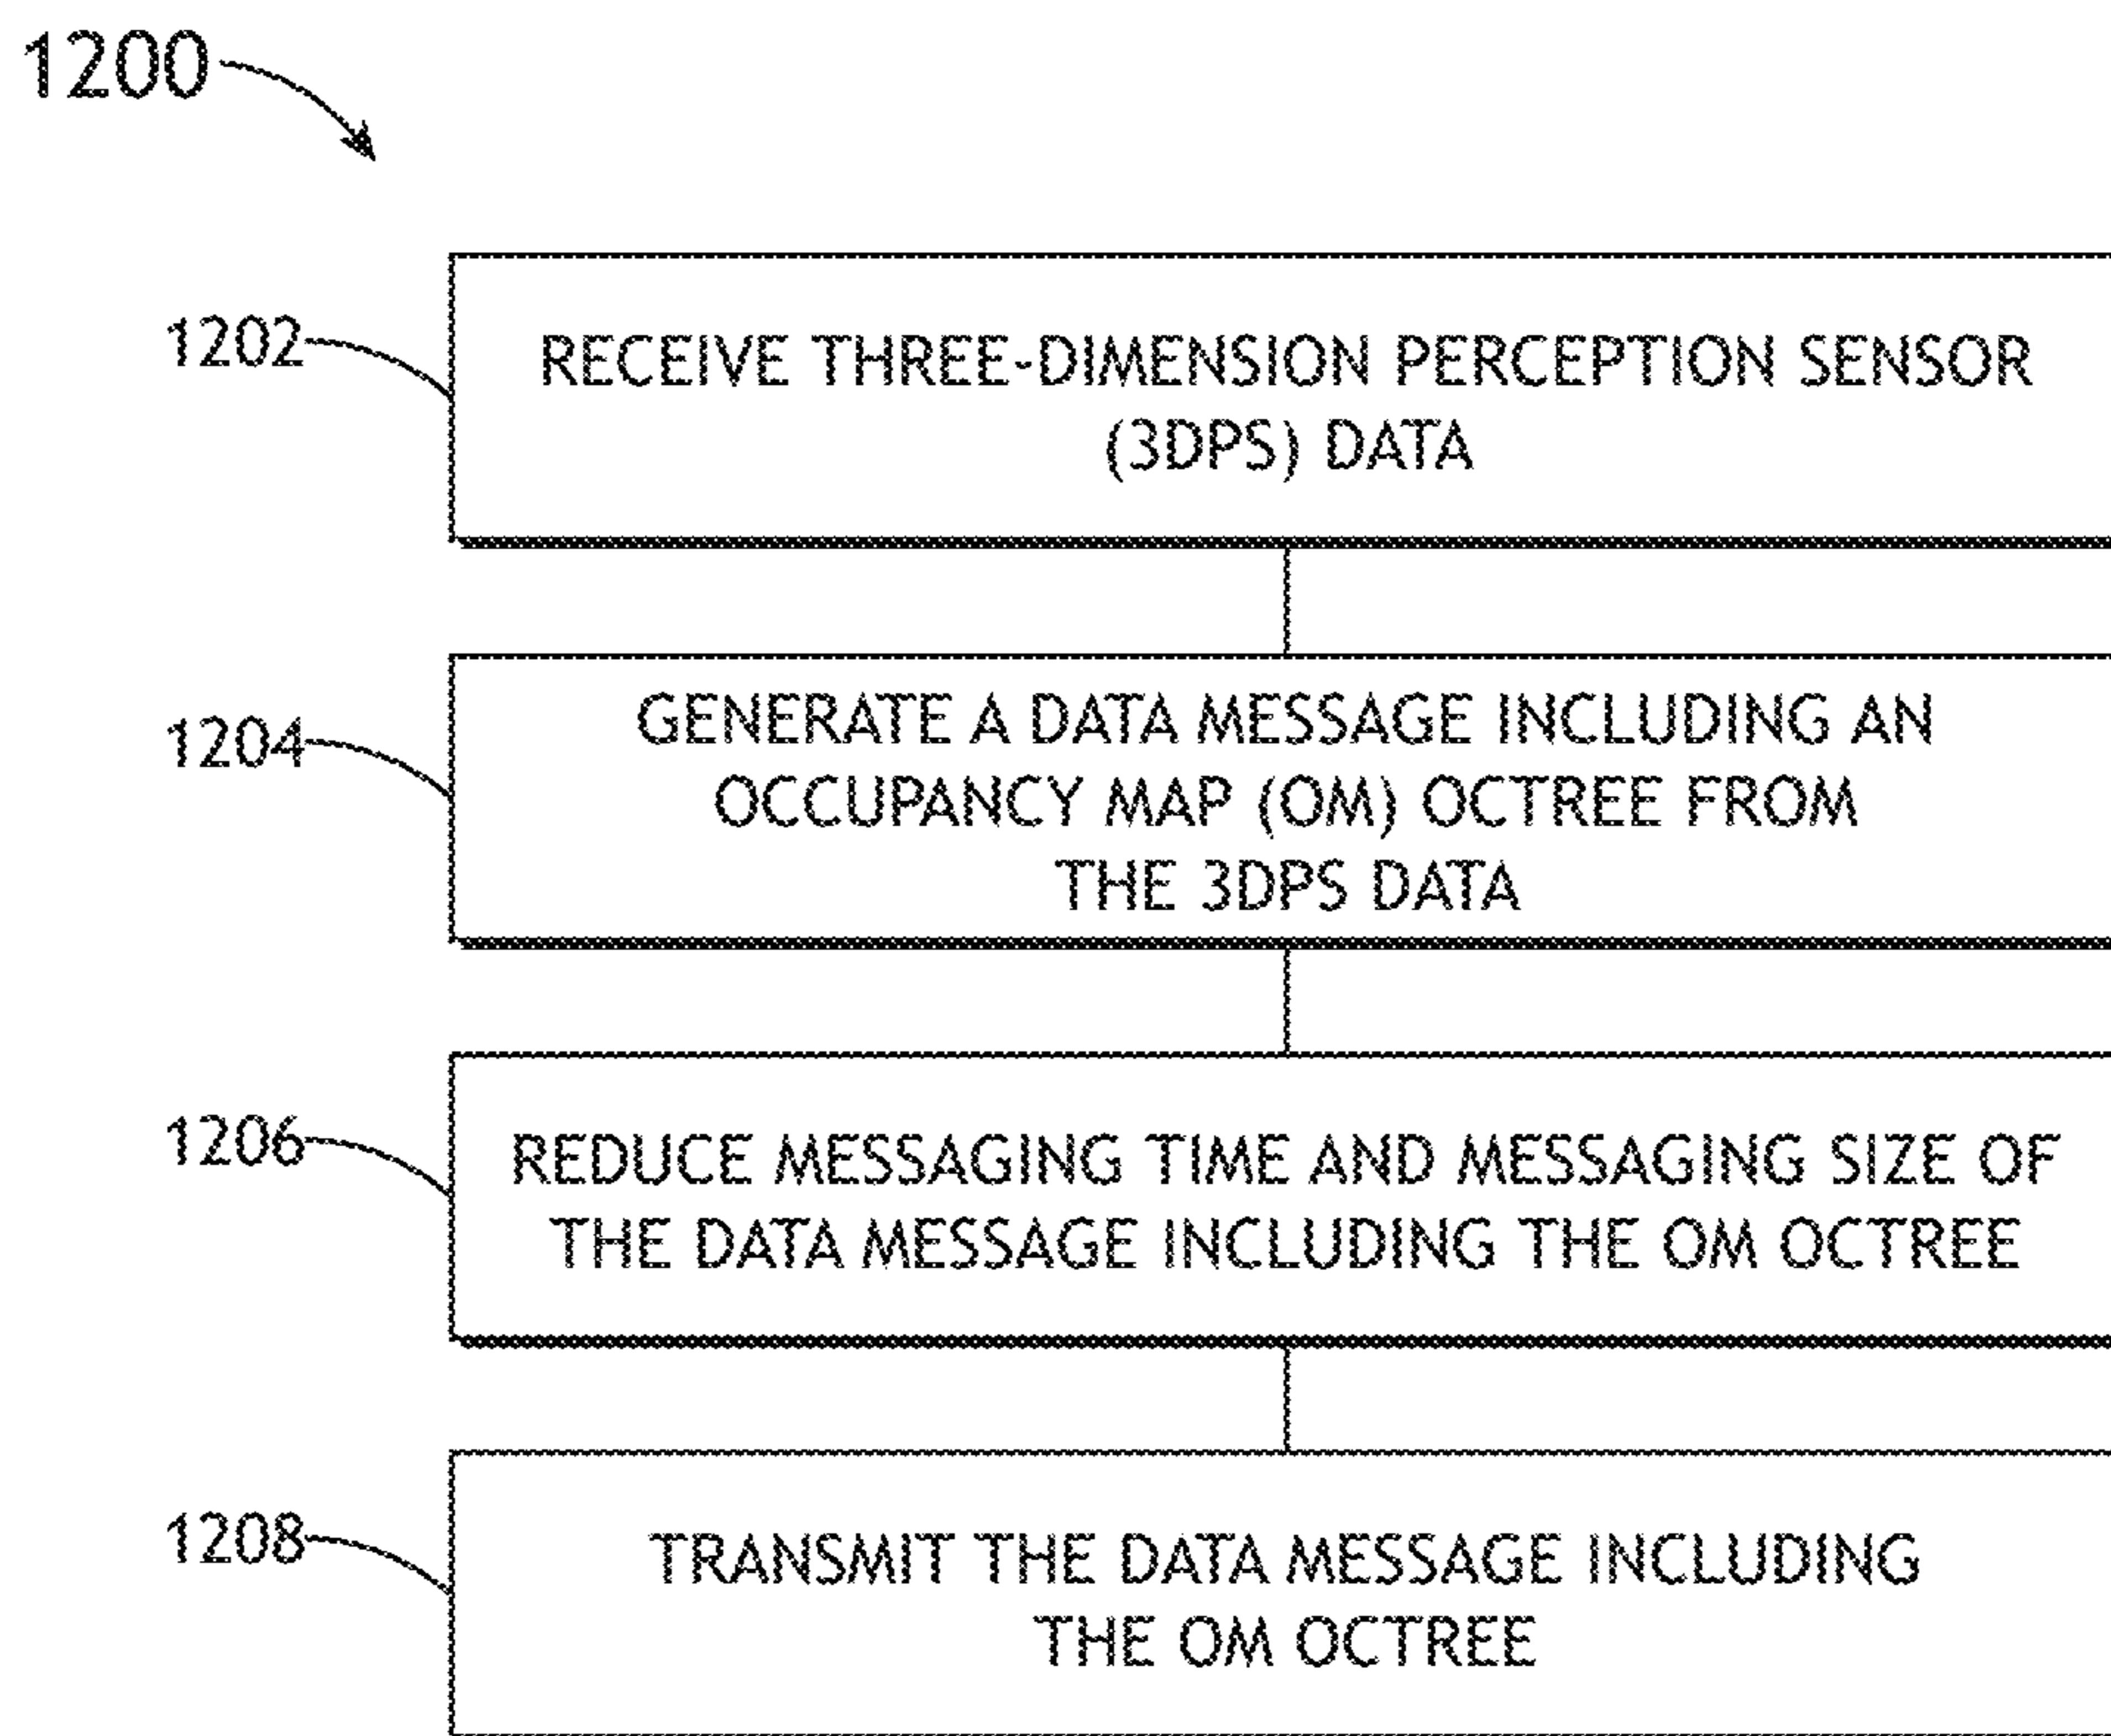 1200
1202
RECEIVE THREE-DIMENSION PERCEPTION SENSOR
(3DPS) DATA
1204
GENERATE A DATA MESSAGE INCLUDING AN
OCCUPANCY MAP (OM) OCTREE FROM
THE 3DPS DATA
1206
REDUCE MESSAGING TIME AND MESSAGING SIZE OF
THE DATA MESSAGE INCLUDING THE OM OCTREE
1208
TRANSMIT THE DATA MESSAGE INCLUDING
THE OM OCTREE